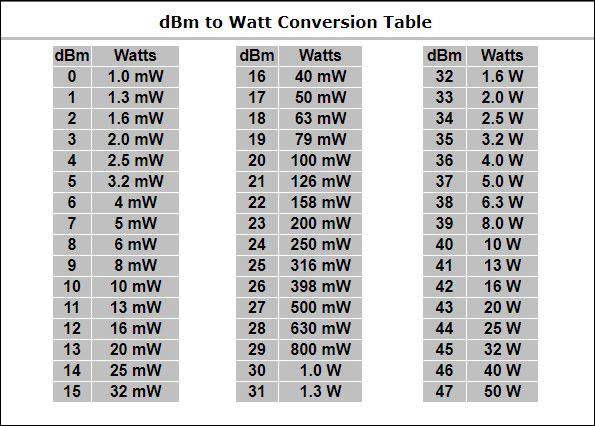 dBm to Watt Conversion Table
dBm Watts
0 1.0 mW
1 1.3 mW
2 1.6 mW
3 2.0 mW
4 2.5 mW
5 3.2 mW
6 4 mW
7 5 mW
8 6 mW
9 8 mW
10 10 mW
11 13 mW
12 16 mW
13 20 mW
14 25 mW
15 32 mW
dBm Watts
16 40 mW
17 50 mW
18 63 mW
19 79 mW
20 100 mW
21 126 mW
22 158 mW
23 200 mW
24 250 mW
25 316 mW
26 398 mW
27 500 mW
28 630 mW
29 800 mW
30 1.0 W
31 1.3 W
dBm Watts
32 1.6 W
33 2.0 W
34 2.5 W
35 3.2 W
36 4.0 W
37 5.0 W
38 6.3 W
39 8.0 W
40 10 W
41 13 W
42 16 W
43 20 W
44 25 W
45 32 W
46 40 W
47 50 W